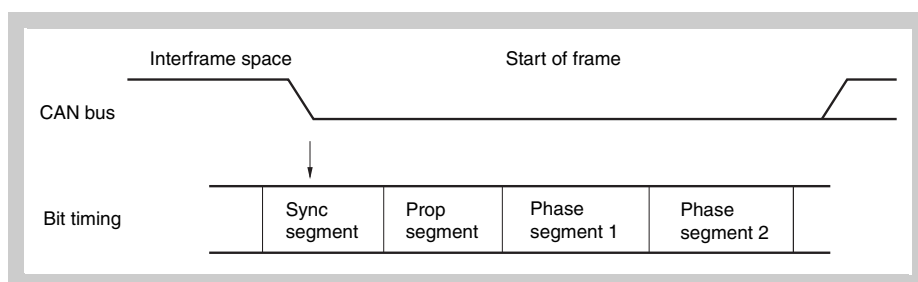 Interframe space
Start of frame
CAN bus
Bit timing
Sync
segment
Prop
segment
Phase
segment 1
Phase
segment 2